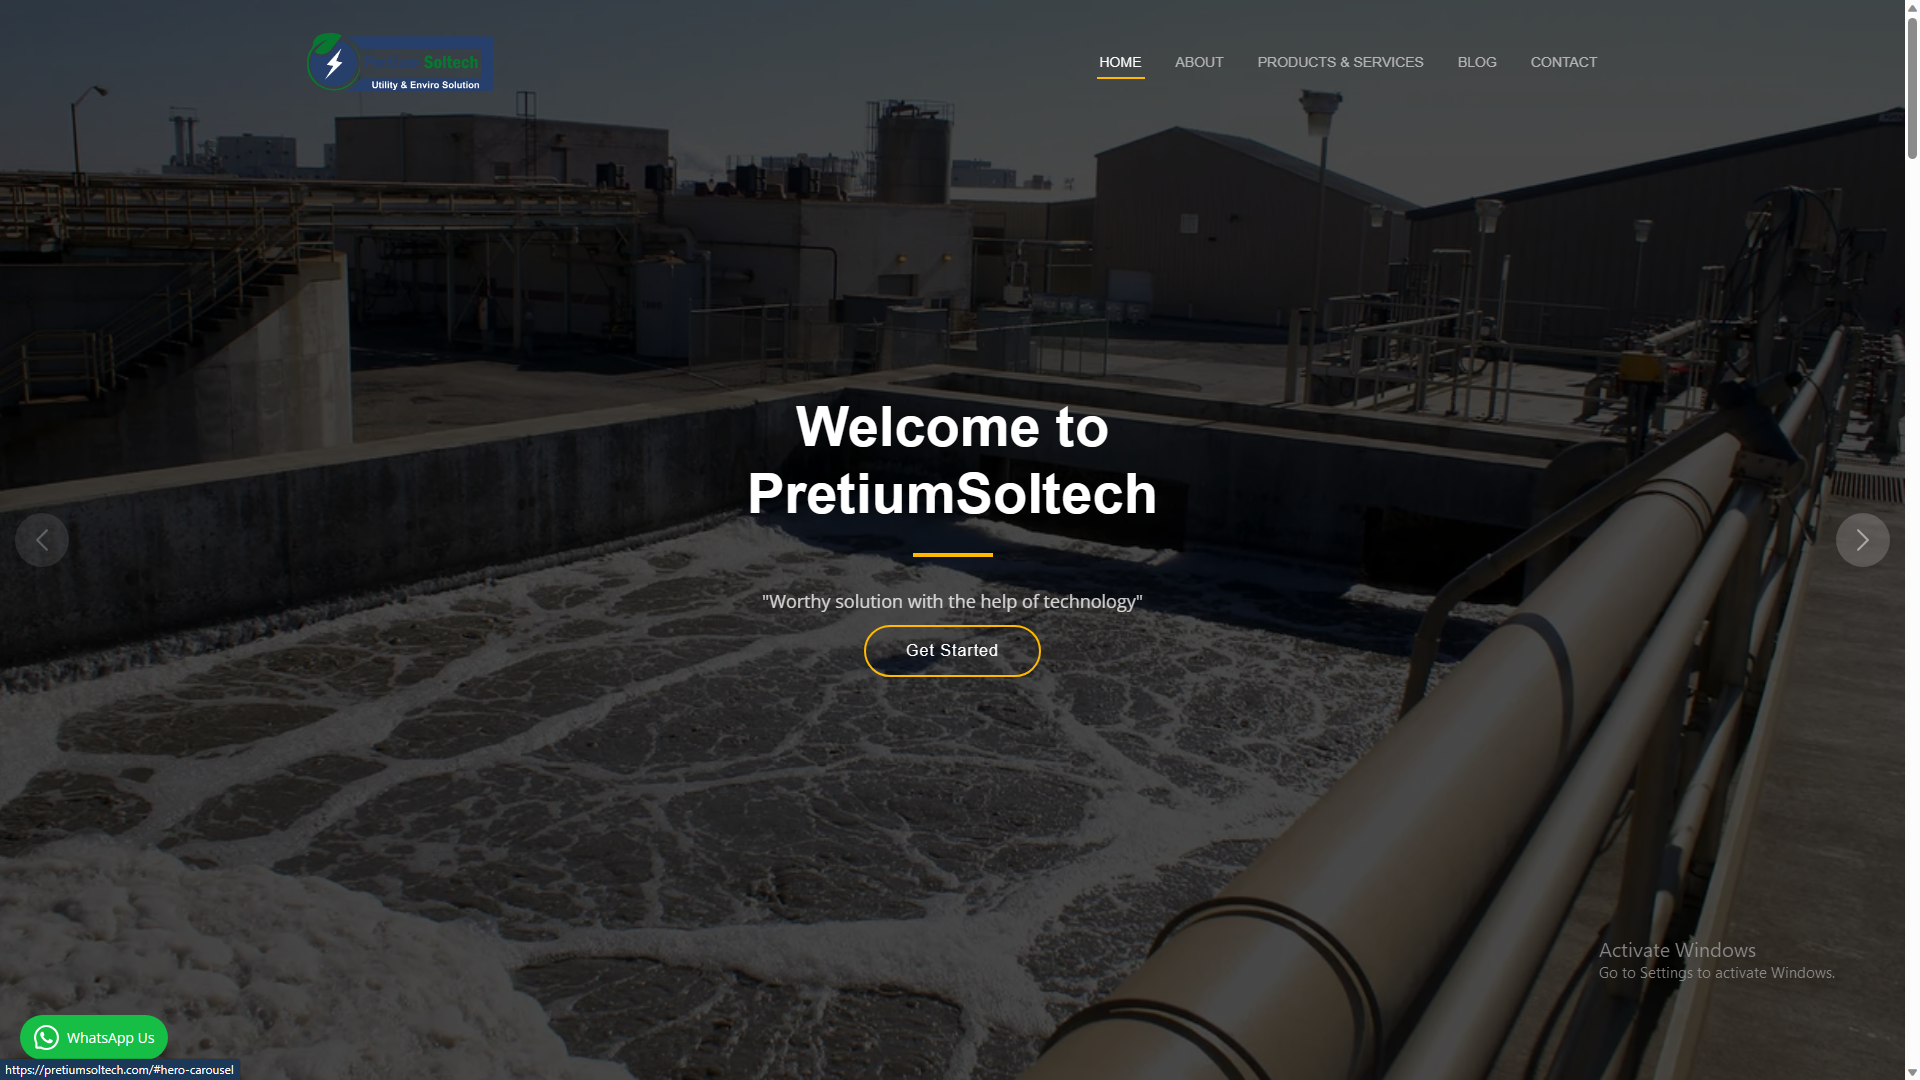 PretiumSoltech
Utility & Enviro Solution
HOME
ABOUT
PRODUCTS & SERVICES
BLOG
CONTACT
Welcome to
PretiumSoltech
"Worthy solution with the help of technology"
Get Started
Activate Windows
Go to Settings to activate Windows.
WhatsApp Us
https://pretiumsoltech.com/#hero-carousel